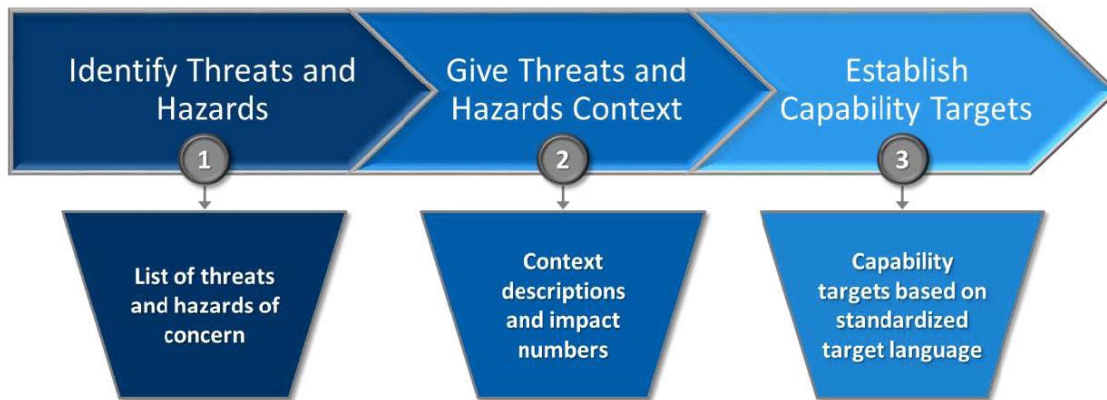 Identify Threats and
Hazards
1
Give Threats and
Hazards Context
2
Establish
Capability Targets
3
List of threats
and hazards of
concern
Context
descriptions
and impact
numbers
Capability
targets based on
standardized
target language